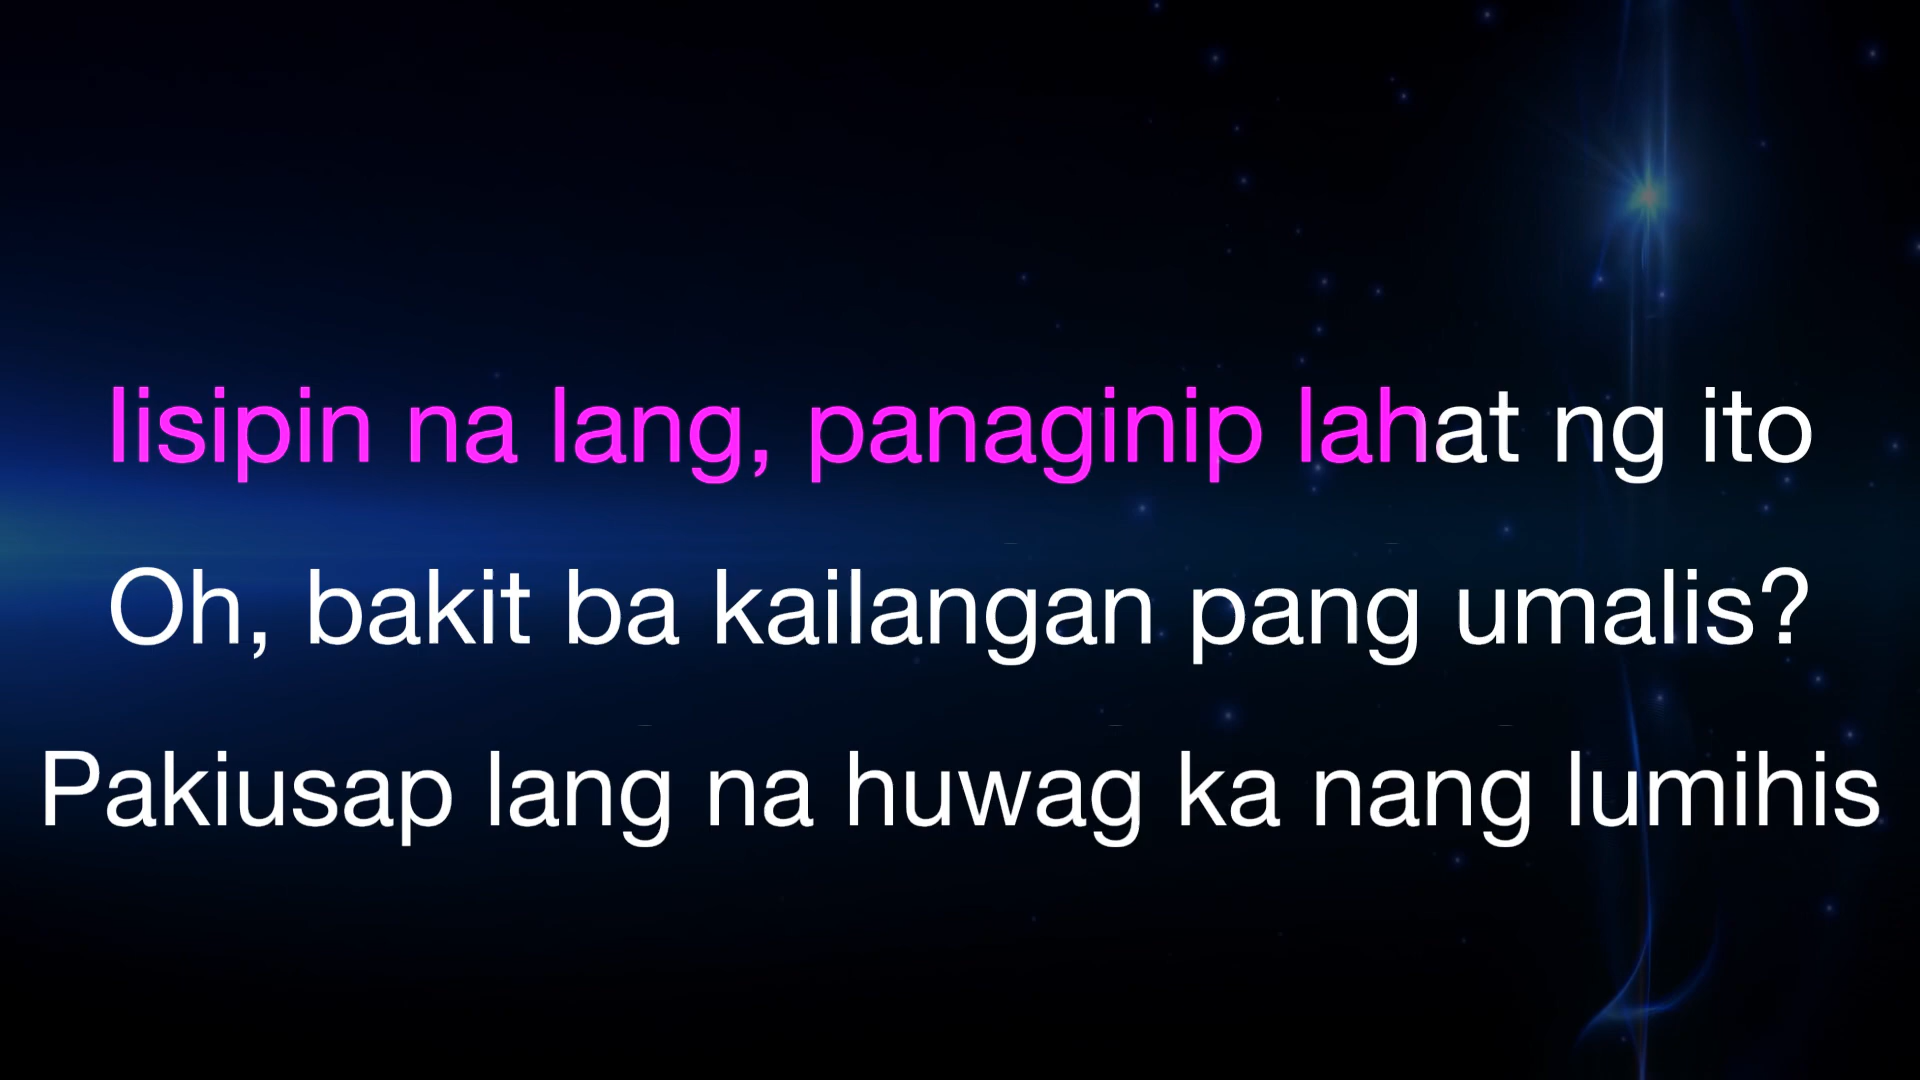 Iisipin na lang, panaginip lahat ng ito
Oh, bakit ba kailangan pang umalis?
Pakiusap lang na huwag ka nang lumihis